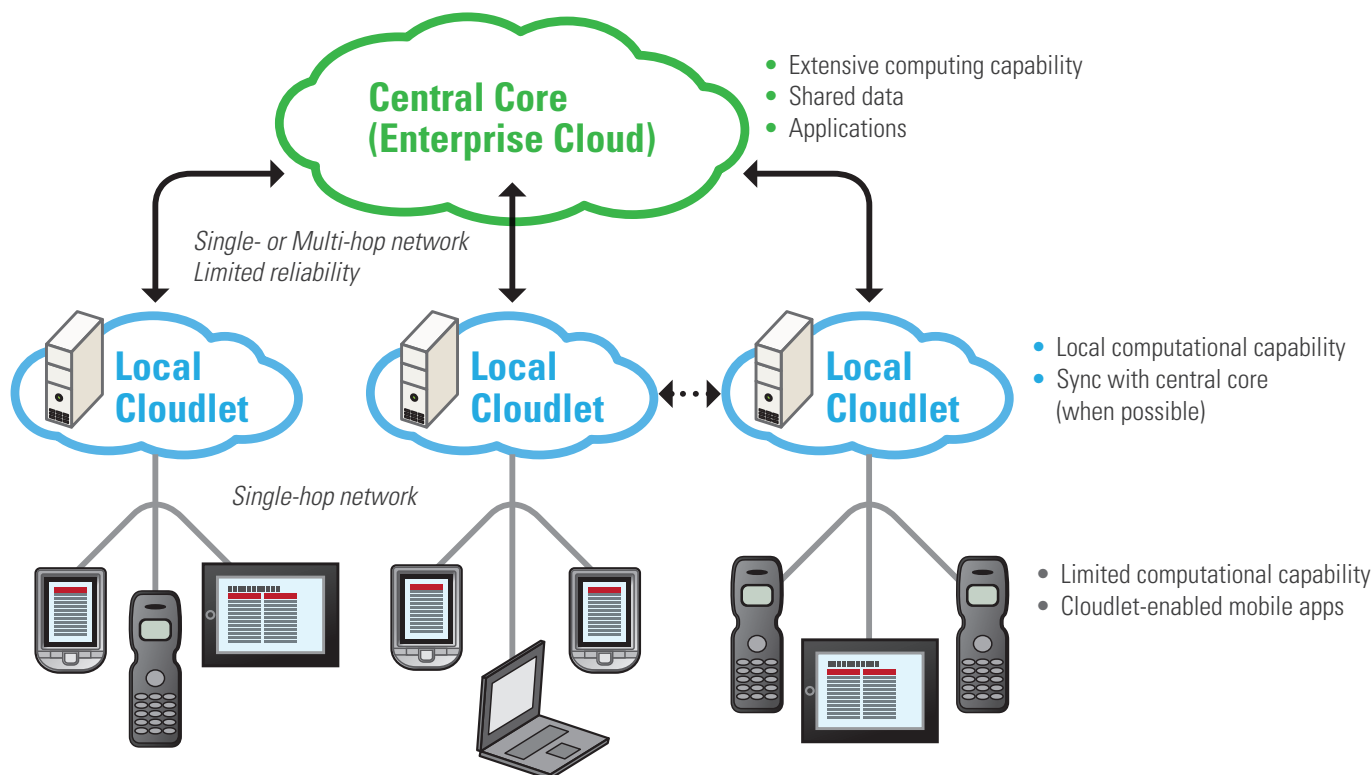 Central Core
(Enterprise Cloud)
• Extensive computing capability
• Shared data
• Applications
Single- or Multi-hop network
Limited reliability
Local
Cloudlet
Local
Cloudlet
Local
Cloudlet
• Local computational capability
• Sync with central core
(when possible)
Single-hop network
• Limited computational capability
• Cloudlet-enabled mobile apps